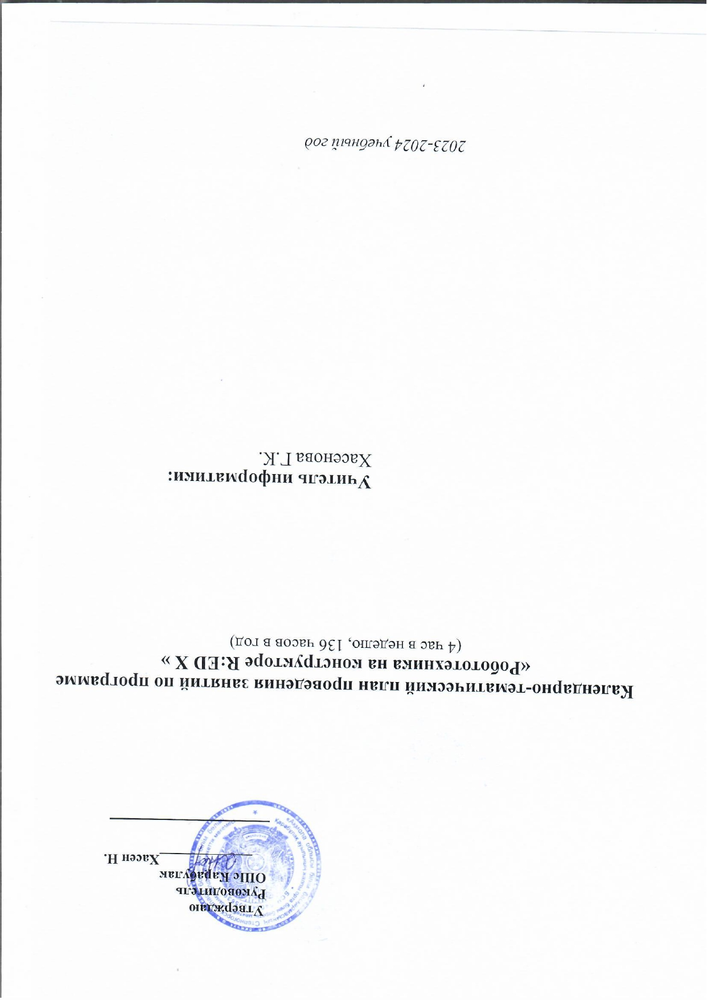 Утверждаю
Руководитель
ОШс Карабулак
Хасен Н.
Календарно-тематический план проведения занятий по программе
«Робототехника на конструкторе R:ED X »
(4 час в неделю, 136 часов в год)
Учитель информатики:
Хасенова Г.К.
2023-2024 учебный год